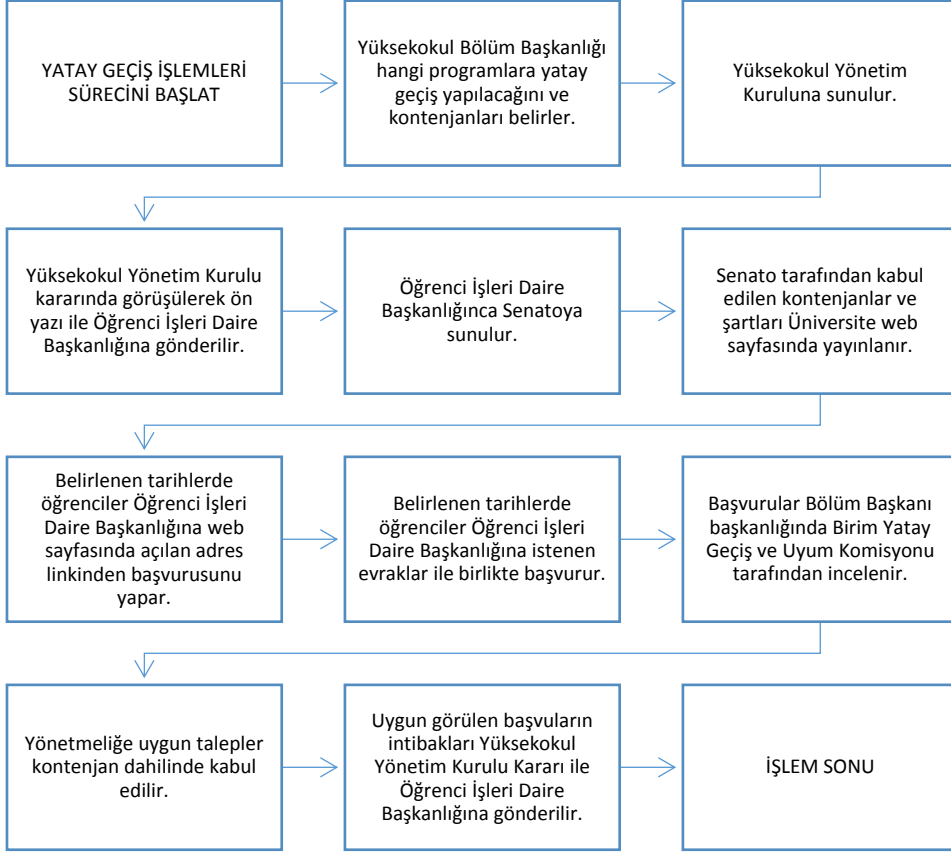 YATAY GEÇİŞ İŞLEMLERİ
SÜRECİNİ BAŞLAT
Yüksekokul Bölüm Başkanlığı
hangi programlara yatay
geçiş yapılacağını ve
kontenjanları belirler.
Yüksekokul Yönetim
Kuruluna sunulur.
Yüksekokul Yönetim Kurulu
kararında görüşülerek ön
yazı ile Öğrenci İşleri Daire
Başkanlığına gönderilir.
Öğrenci İşleri Daire
Başkanlığınca Senatoya
sunulur.
Senato tarafından kabul
edilen kontenjanlar ve
şartları Üniversite web
sayfasında yayınlanır.
Belirlenen tarihlerde
öğrenciler Öğrenci İşleri
Daire Başkanlığına web
sayfasında açılan adres
linkinden başvurusunu
yapar.
Belirlenen tarihlerde
öğrenciler Öğrenci İşleri
Daire Başkanlığına istenen
evraklar ile birlikte başvurur.
Başvurular Bölüm Başkanı
başkanlığında Birim Yatay
Geçiş ve Uyum Komisyonu
tarafından incelenir.
Yönetmeliğe uygun talepler
kontenjan dahilinde kabul
edilir.
Uygun görülen başvuların
intibakları Yüksekokul
Yönetim Kurulu Kararı ile
Öğrenci İşleri Daire
Başkanlığına gönderilir.
İŞLEM SONU